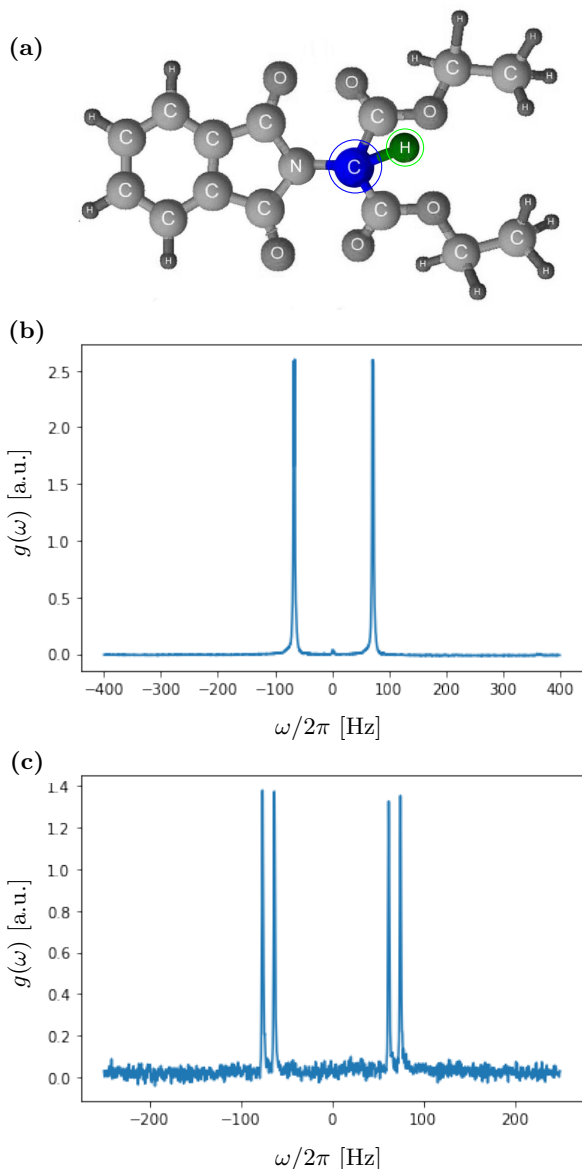 (a)
H H H H
O O C C H
H C C C O H
C C H
C N C H
C C C O H
H C C C H
O O C H
H H H
(b)
2.5
2.0
1.5
1.0
0.5
0.0
g(ω) [a.u.]
−400 −300 −200 −100 0 100 200 300 400
ω/2π [Hz]
(c)
1.4
1.2
1.0
0.8
0.6
0.4
0.2
0.0
g(ω) [a.u.]
−200 −100 0 100 200
ω/2π [Hz]